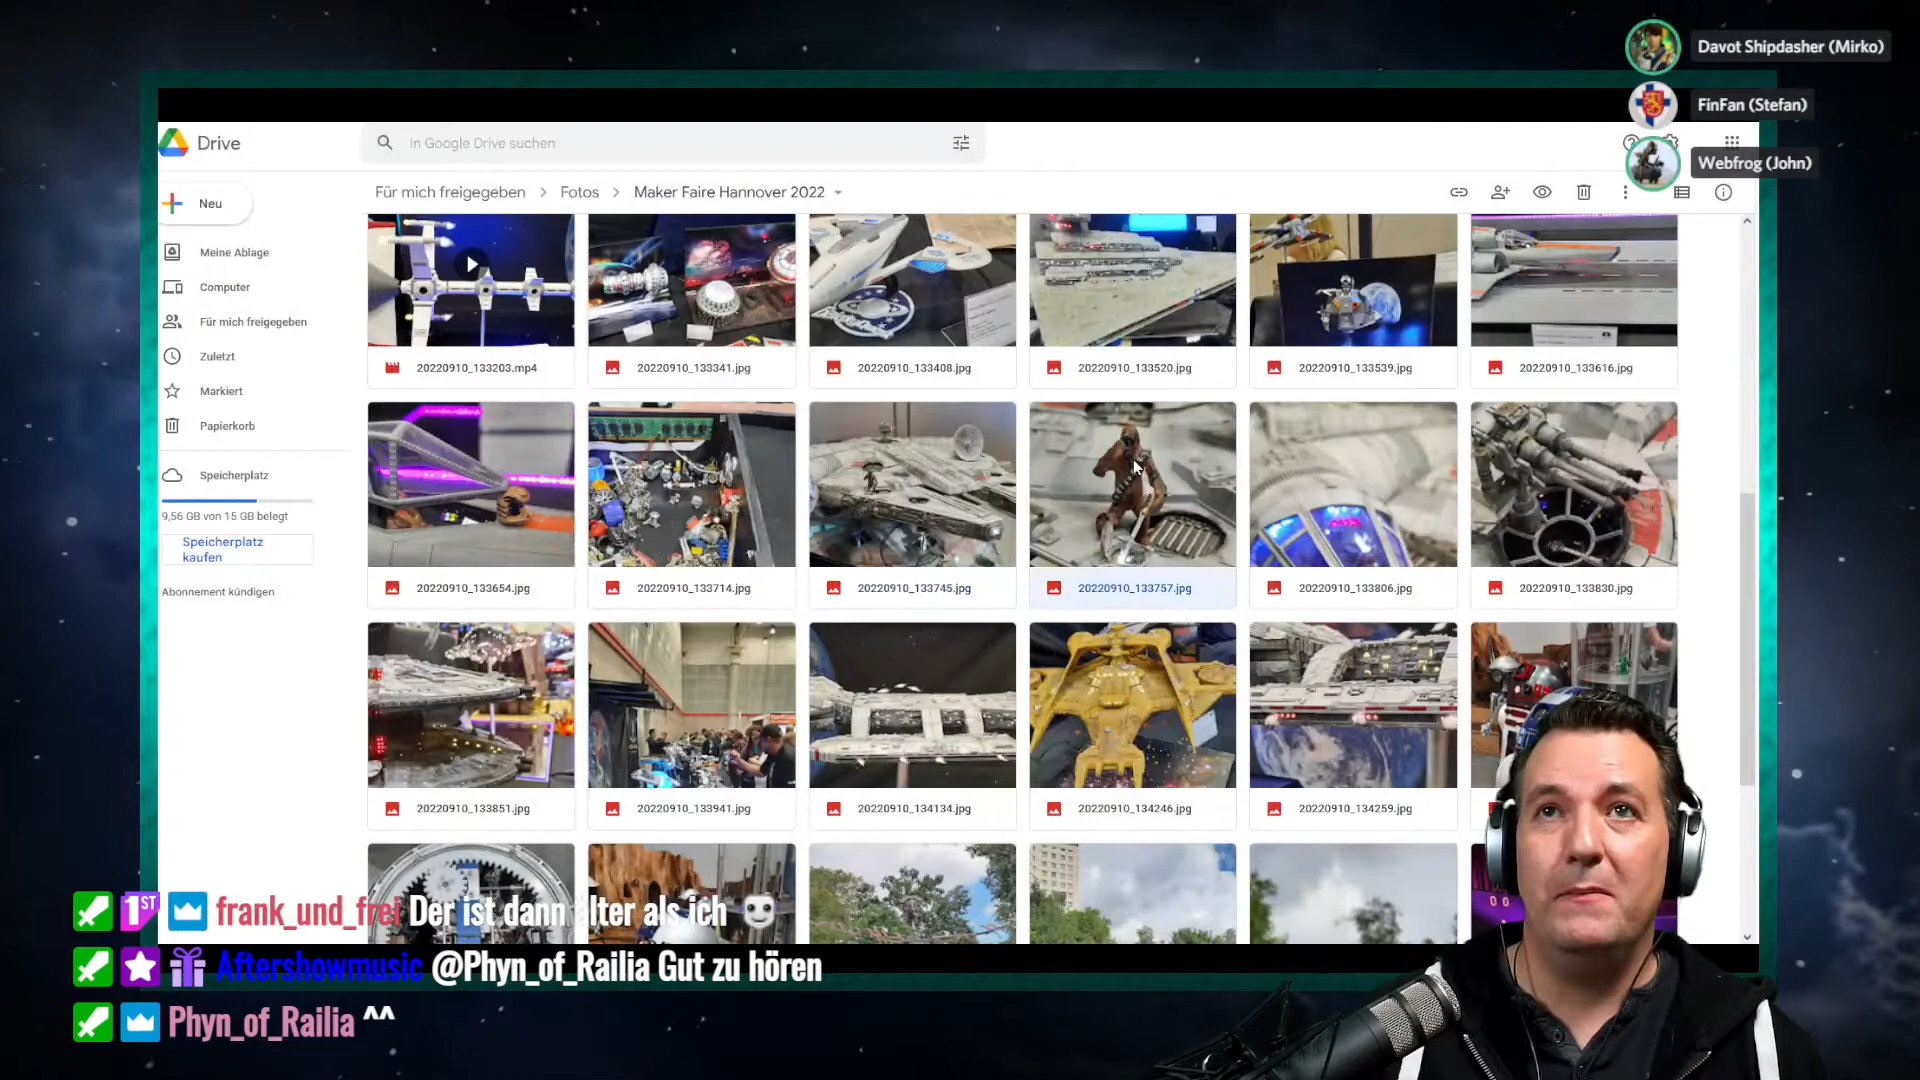 Davot Shipdasher (Mirko)
FinFan (Stefan)
Webfrog (John)
Drive
In Google Drive suchen
Neu
Für mich freigegeben
Fotos
Maker Faire Hannover 2022
Meine Ablage
Computer
Für mich freigegeben
Zuletzt
Markiert
Papierkorb
Speicherplatz
9,56 GB von 15 GB belegt
Speicherplatz
kaufen
Abonnement kündigen
20220910_133203.mp4
20220910_133341.jpg
20220910_133408.jpg
20220910_133520.jpg
20220910_133539.jpg
20220910_133616.jpg
20220910_133654.jpg
20220910_133714.jpg
20220910_133745.jpg
20220910_133757.jpg
20220910_133806.jpg
20220910_133830.jpg
20220910_133851.jpg
20220910_133941.jpg
20220910_134134.jpg
20220910_134246.jpg
20220910_134259.jpg
1ST frank_und_frei Der ist dann älter als ich
Aftershowmusic @Phyn_of_Railia Gut zu hören
Phyn_of_Railia ^^